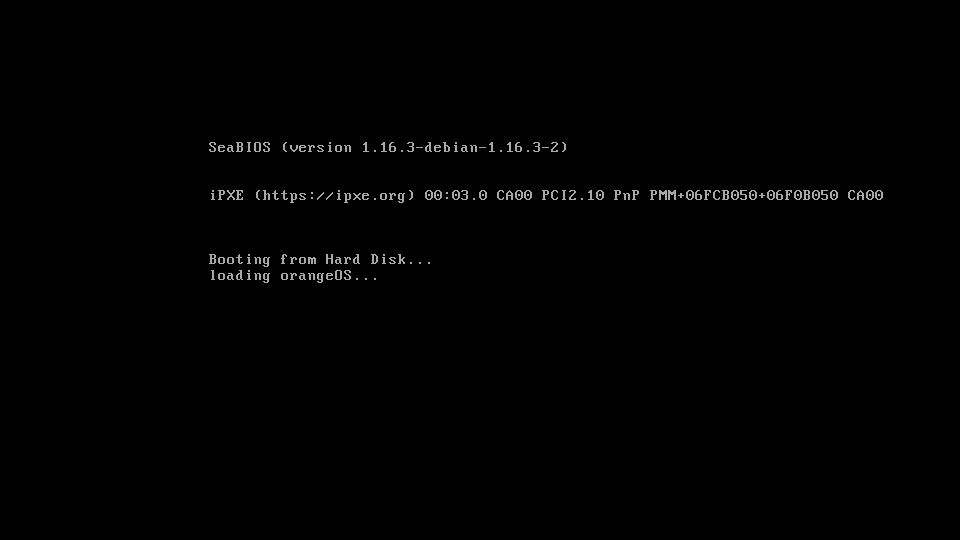 SeaBIOS (version 1.16.3-debian-1.16.3-2)
iPXE (https://ipxe.org) 00:03.0 CA00 PCI2.10 PnP PMM+06FCB050+06F0B050 CA00
Booting from Hard Disk...
loading orangeOS...